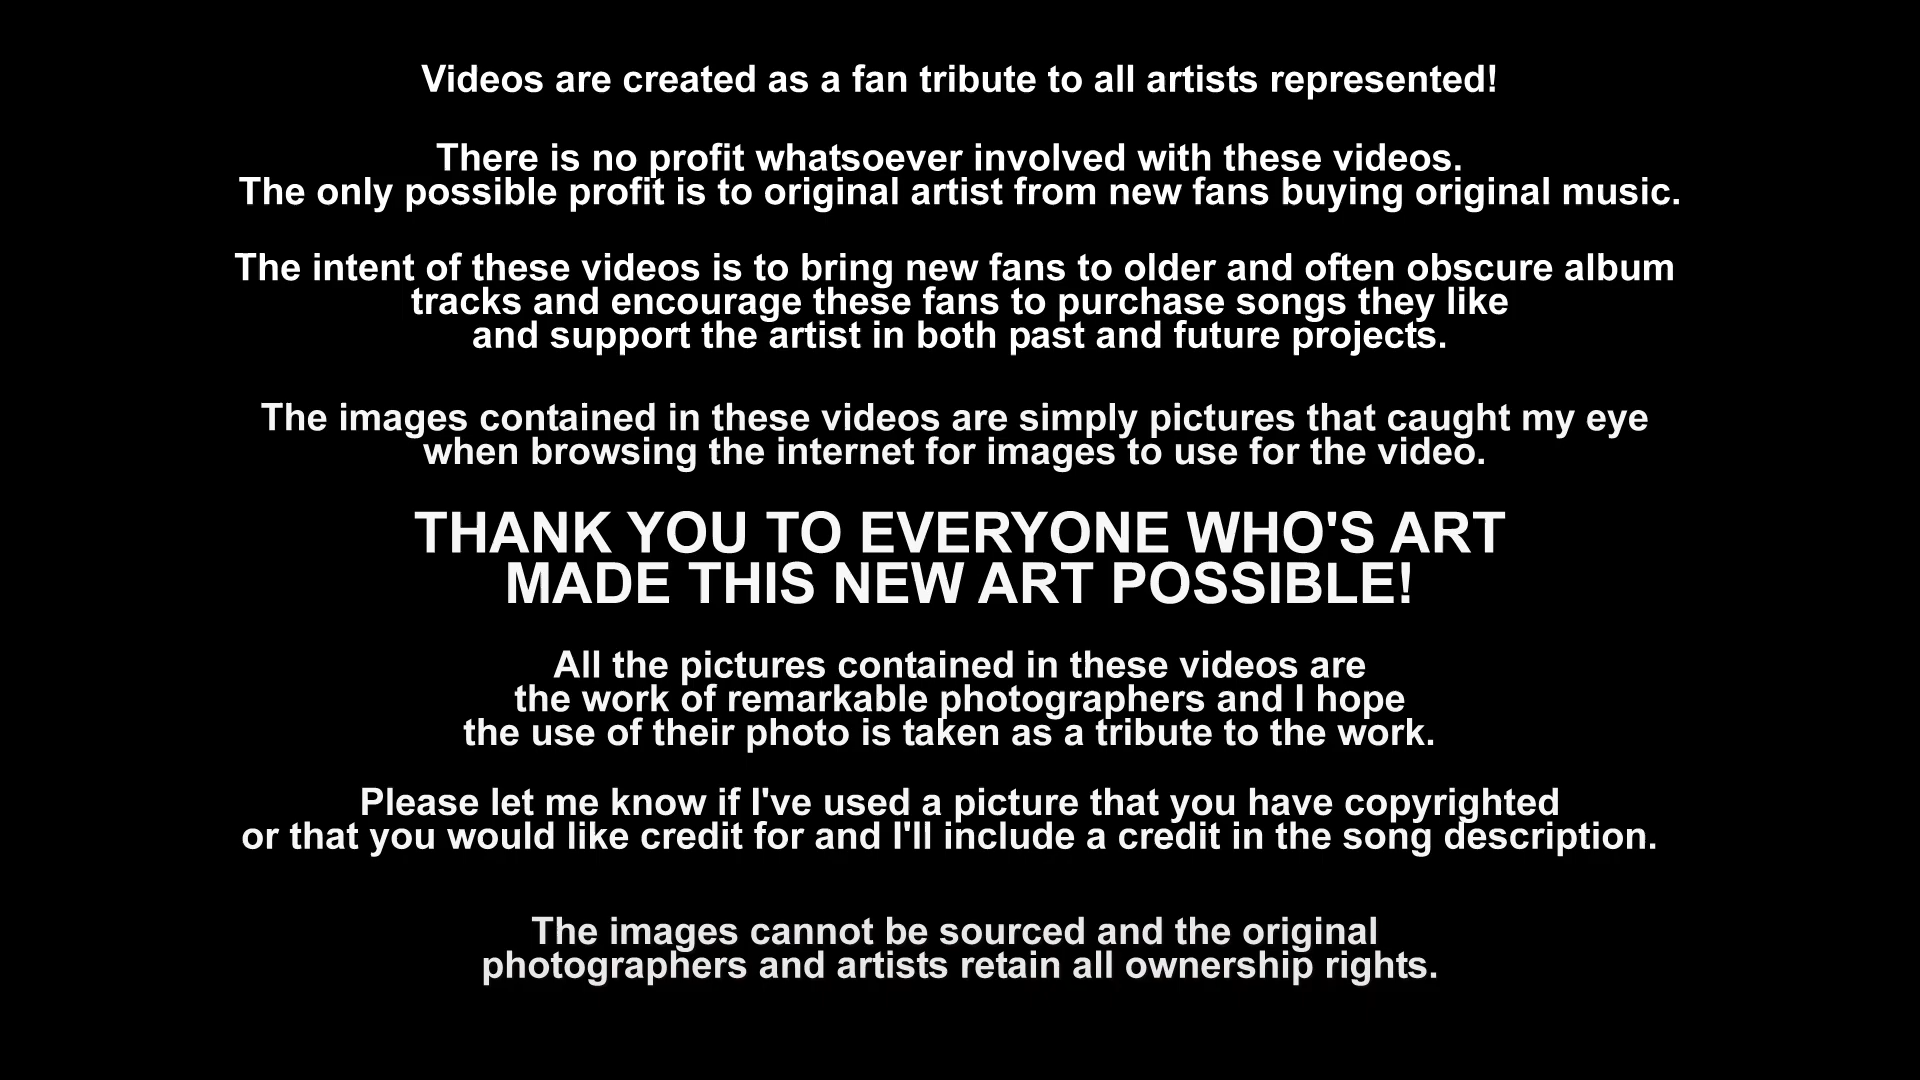 Videos are created as a fan tribute to all artists represented!
There is no profit whatsoever involved with these videos.
The only possible profit is to original artist from new fans buying original music.
The intent of these videos is to bring new fans to older and often obscure album
tracks and encourage these fans to purchase songs they like
and support the artist in both past and future projects.
The images contained in these videos are simply pictures that caught my eye
when browsing the internet for images to use for the video.
THANK YOU TO EVERYONE WHO'S ART
MADE THIS NEW ART POSSIBLE!
All the pictures contained in these videos are
the work of remarkable photographers and I hope
the use of their photo is taken as a tribute to the work.
Please let me know if I've used a picture that you have copyrighted
or that you would like credit for and I'll include a credit in the song description.
The images cannot be sourced and the original
photographers and artists retain all ownership rights.